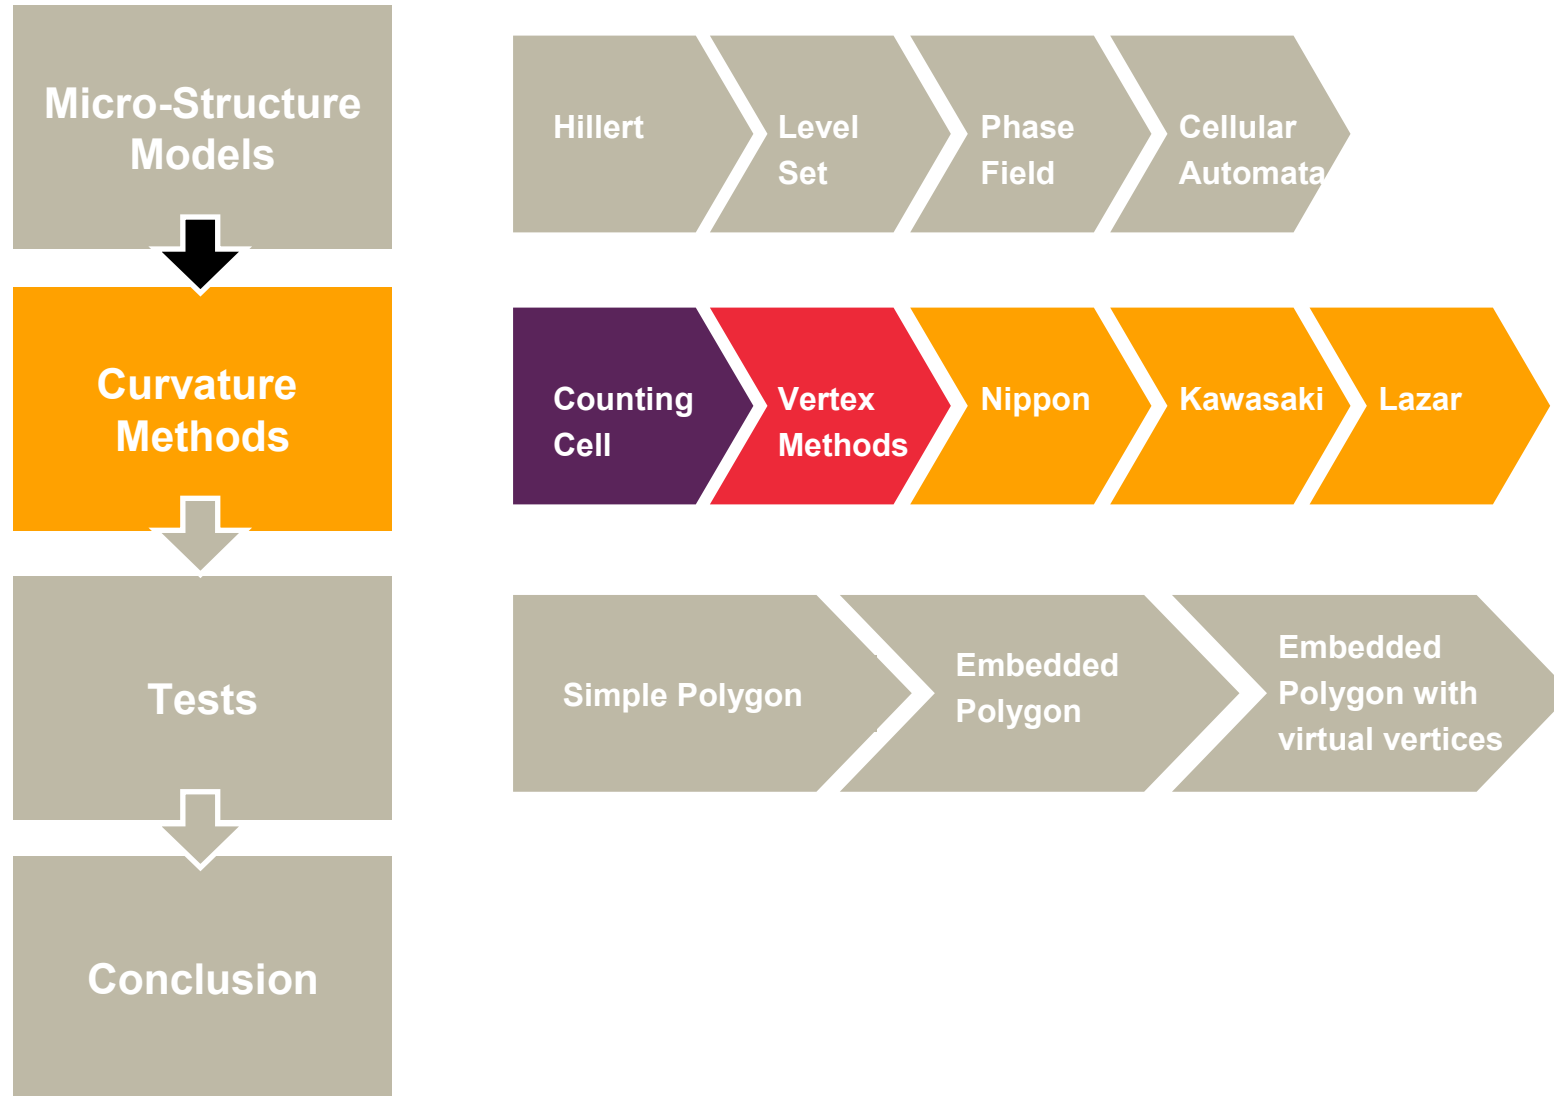 Micro-Structure
Models
Hillert
Level
Set
Phase
Field
Cellular
Automata
Curvature
Methods
Counting
Cell
Vertex
Methods
Nippon
Kawasaki
Lazar
Tests
Simple Polygon
Embedded
Polygon
Embedded
Polygon with
virtual vertices
Conclusion